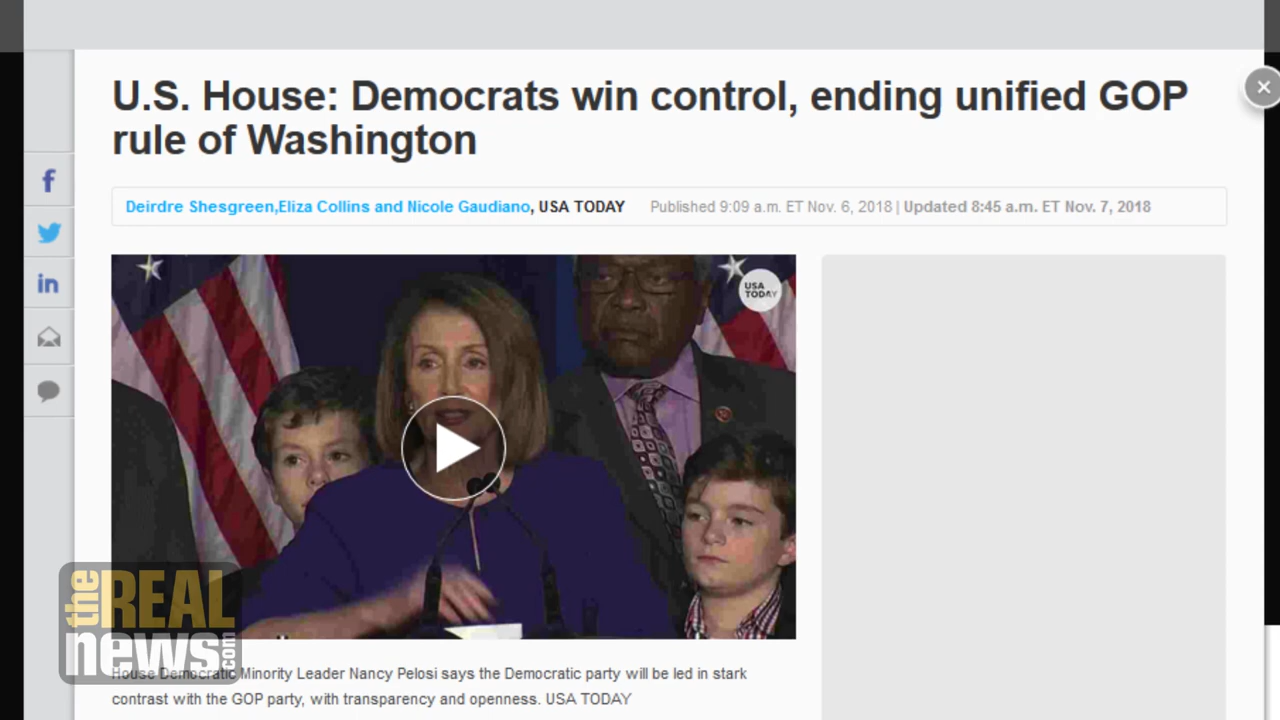 U.S. House: Democrats win control, ending unified GOP
rule of Washington
Deirdre Shesgreen,Eliza Collins and Nicole Gaudiano, USA TODAY Published 9:09 a.m. ET Nov. 6, 2018 | Updated 8:45 a.m. ET Nov. 7, 2018
USA
TODAY
House Democratic Minority Leader Nancy Pelosi says the Democratic party will be led in stark
contrast with the GOP party, with transparency and openness. USA TODAY
the REAL
news.com